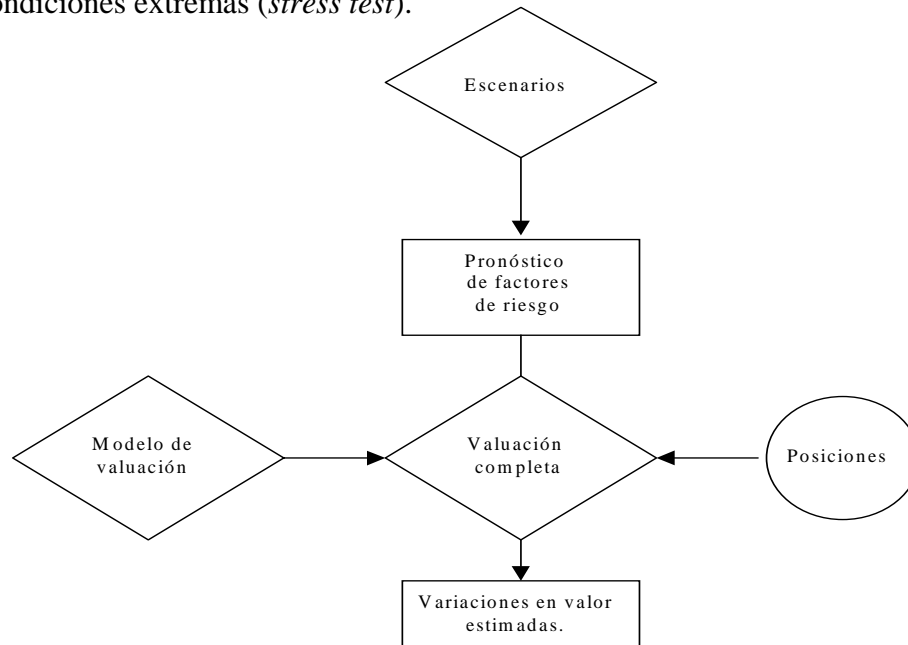 ondiciones extremas (stress test).
Escenarios
Pronóstico
de factores
de riesgo
Modelo de
valuación
Valuación
completa
Posiciones
Variaciones en valor
estimadas.